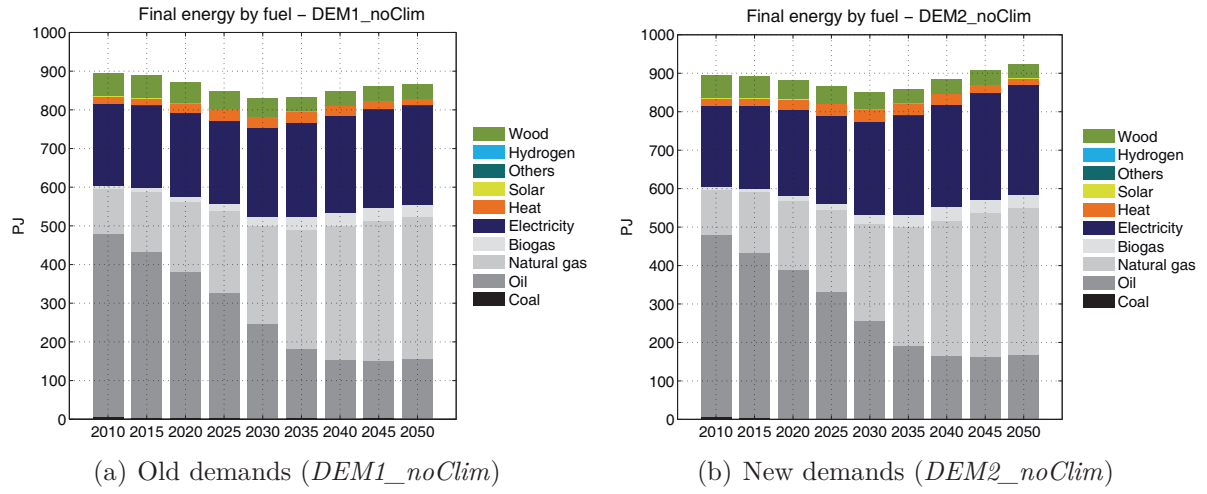 Final energy by fuel − DEM1_noClim
1000
900
800
700
600
500
400
300
200
100
0
PJ
2010 2015 2020 2025 2030 2035 2040 2045 2050
Wood
Hydrogen
Others
Solar
Heat
Electricity
Biogas
Natural gas
Oil
Coal
(a) Old demands (DEM1_noClim)
Final energy by fuel − DEM2_noClim
1000
900
800
700
600
500
400
300
200
100
0
PJ
2010 2015 2020 2025 2030 2035 2040 2045 2050
Wood
Hydrogen
Others
Solar
Heat
Electricity
Biogas
Natural gas
Oil
Coal
(b) New demands (DEM2_noClim)